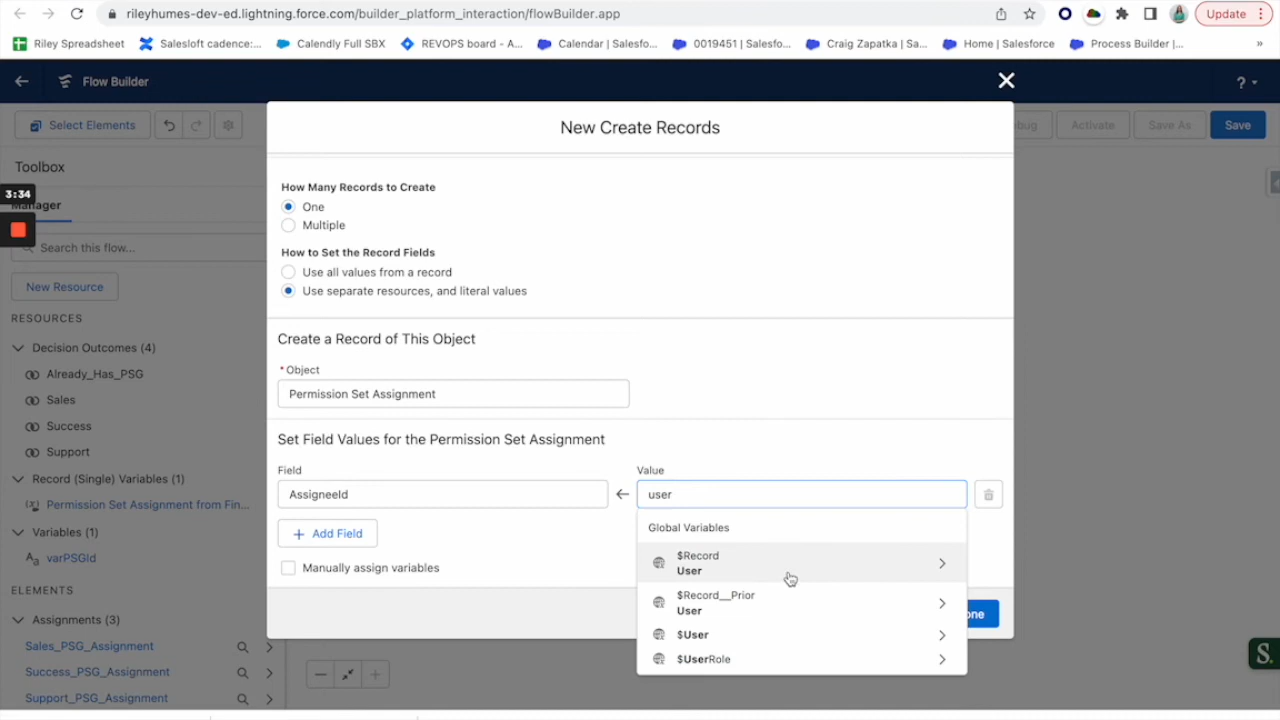 rileyhumes-dev-ed.lightning.force.com/builder_platform_interaction/flowBuilder.app
Update
Riley Spreadsheet
Salesloft cadence:...
Calendly Full SBX
REVOPS board - A...
Calendar | Salesfo...
0019451 | Salesfo...
Craig Zapatka | Sa...
Home | Salesforce
Process Builder |...
»
Flow Builder
?
Select Elements
New Create Records
Activate
Save As
Save
Toolbox
3:34
Search this flow...
New Resource
RESOURCES
Decision Outcomes (4)
Already_Has_PSG
Sales
Success
Support
Record (Single) Variables (1)
Permission Set Assignment from Fin...
Variables (1)
varPSGId
ELEMENTS
Assignments (3)
Sales_PSG_Assignment
Success_PSG_Assignment
Support_PSG_Assignment
How Many Records to Create
One
Multiple
How to Set the Record Fields
Use all values from a record
Use separate resources, and literal values
Create a Record of This Object
* Object
Permission Set Assignment
Set Field Values for the Permission Set Assignment
Field
Value
AssigneeId
user
Add Field
Manually assign variables
Global Variables
$Record
User
$Record__Prior
User
$User
$UserRole
S.